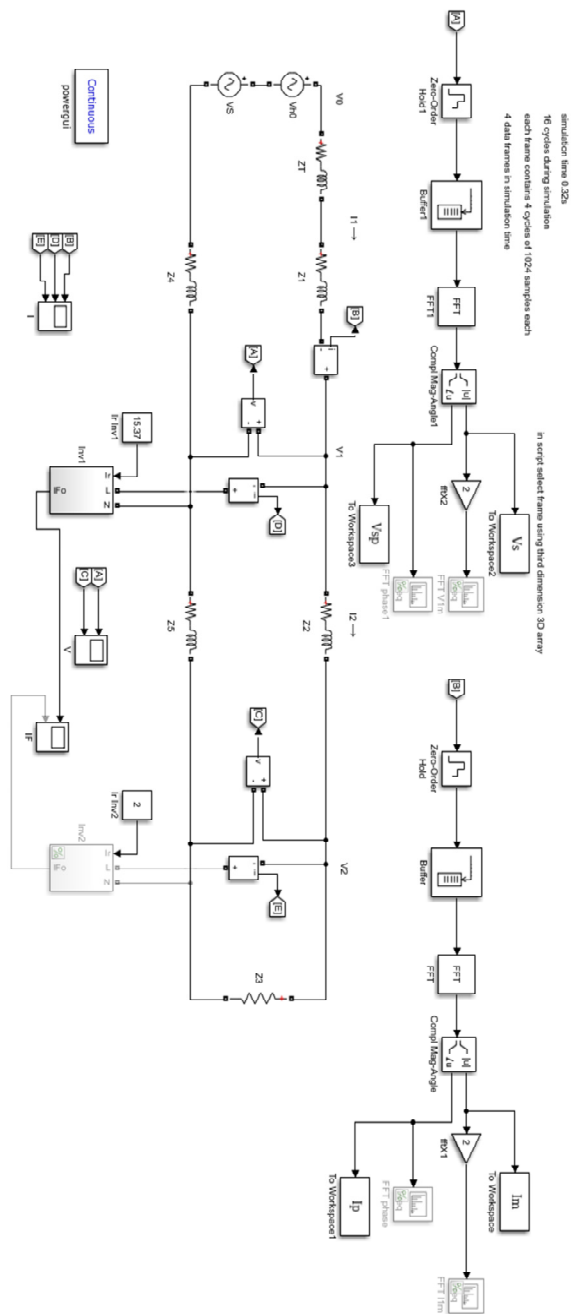 simulation time 0.32s
16 cycles during simulation
each frame contains 4 cycles of 1024 samples each
4 data frames in simulation time
in script select frame using third dimension 3D array
[A]
Zero-Order
Hold1
Buffer1
FFT
FFT1
|u|
∠u
Compl Mag-Angle1
2
fftX2
Vs
To Workspace2
FFT V1m
FFT phase1
Vsp
To Workspace3
[B]
Zero-Order
Hold
Buffer
FFT
FFT
|u|
∠u
Compl Mag-Angle
2
fftX1
Im
To Workspace
FFT I1m
FFT phase
Ip
To Workspace1
V0
Vh0
VS
ZT
I1 →
Z1
[B]
V1
[A]
[D]
Z4
I2 →
Z2
Z5
[C]
V2
[E]
Z3
Continuous
powergui
[B]
[D]
[E]
I
15.37
Ir Inv1
Inv1
Ir
L
N
IFo
[A]
[C]
V
IF
2
Ir Inv2
Inv2
Ir
L
N
IFo